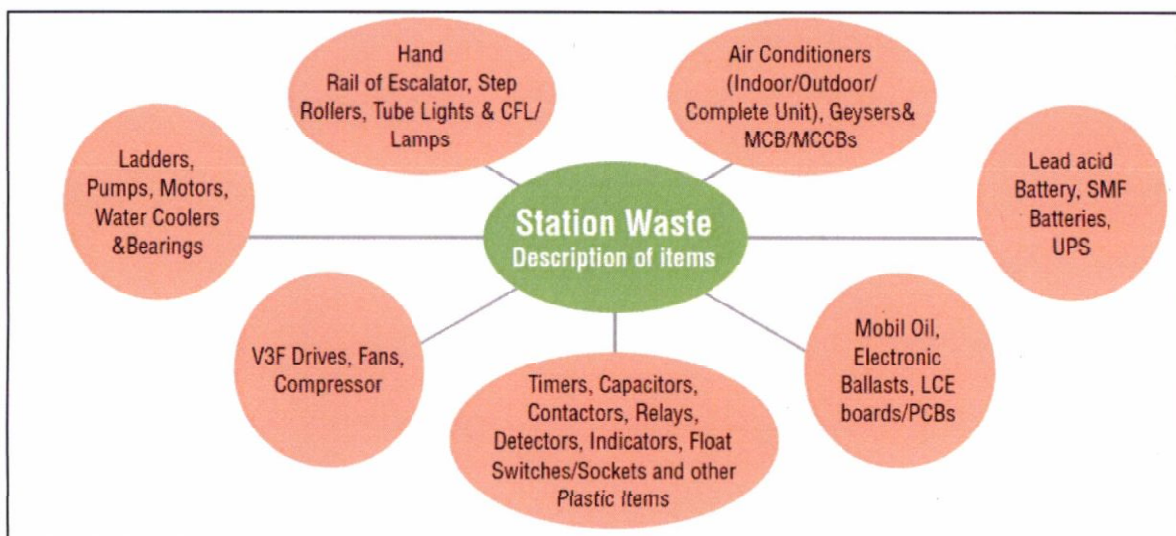 Hand
Rail of Escalator, Step
Rollers, Tube Lights & CFL/
Lamps
Air Conditioners
(Indoor/Outdoor/
Complete Unit), Geysers&
MCB/MCCBs
Ladders,
Pumps, Motors,
Water Coolers
&Bearings
Station Waste
Description of items
Lead acid
Battery, SMF
Batteries,
UPS
V3F Drives, Fans,
Compressor
Timers, Capacitors,
Contactors, Relays,
Detectors, Indicators, Float
Switches/Sockets and other
Plastic Items
Mobil Oil,
Electronic
Ballasts, LCE
boards/PCBs